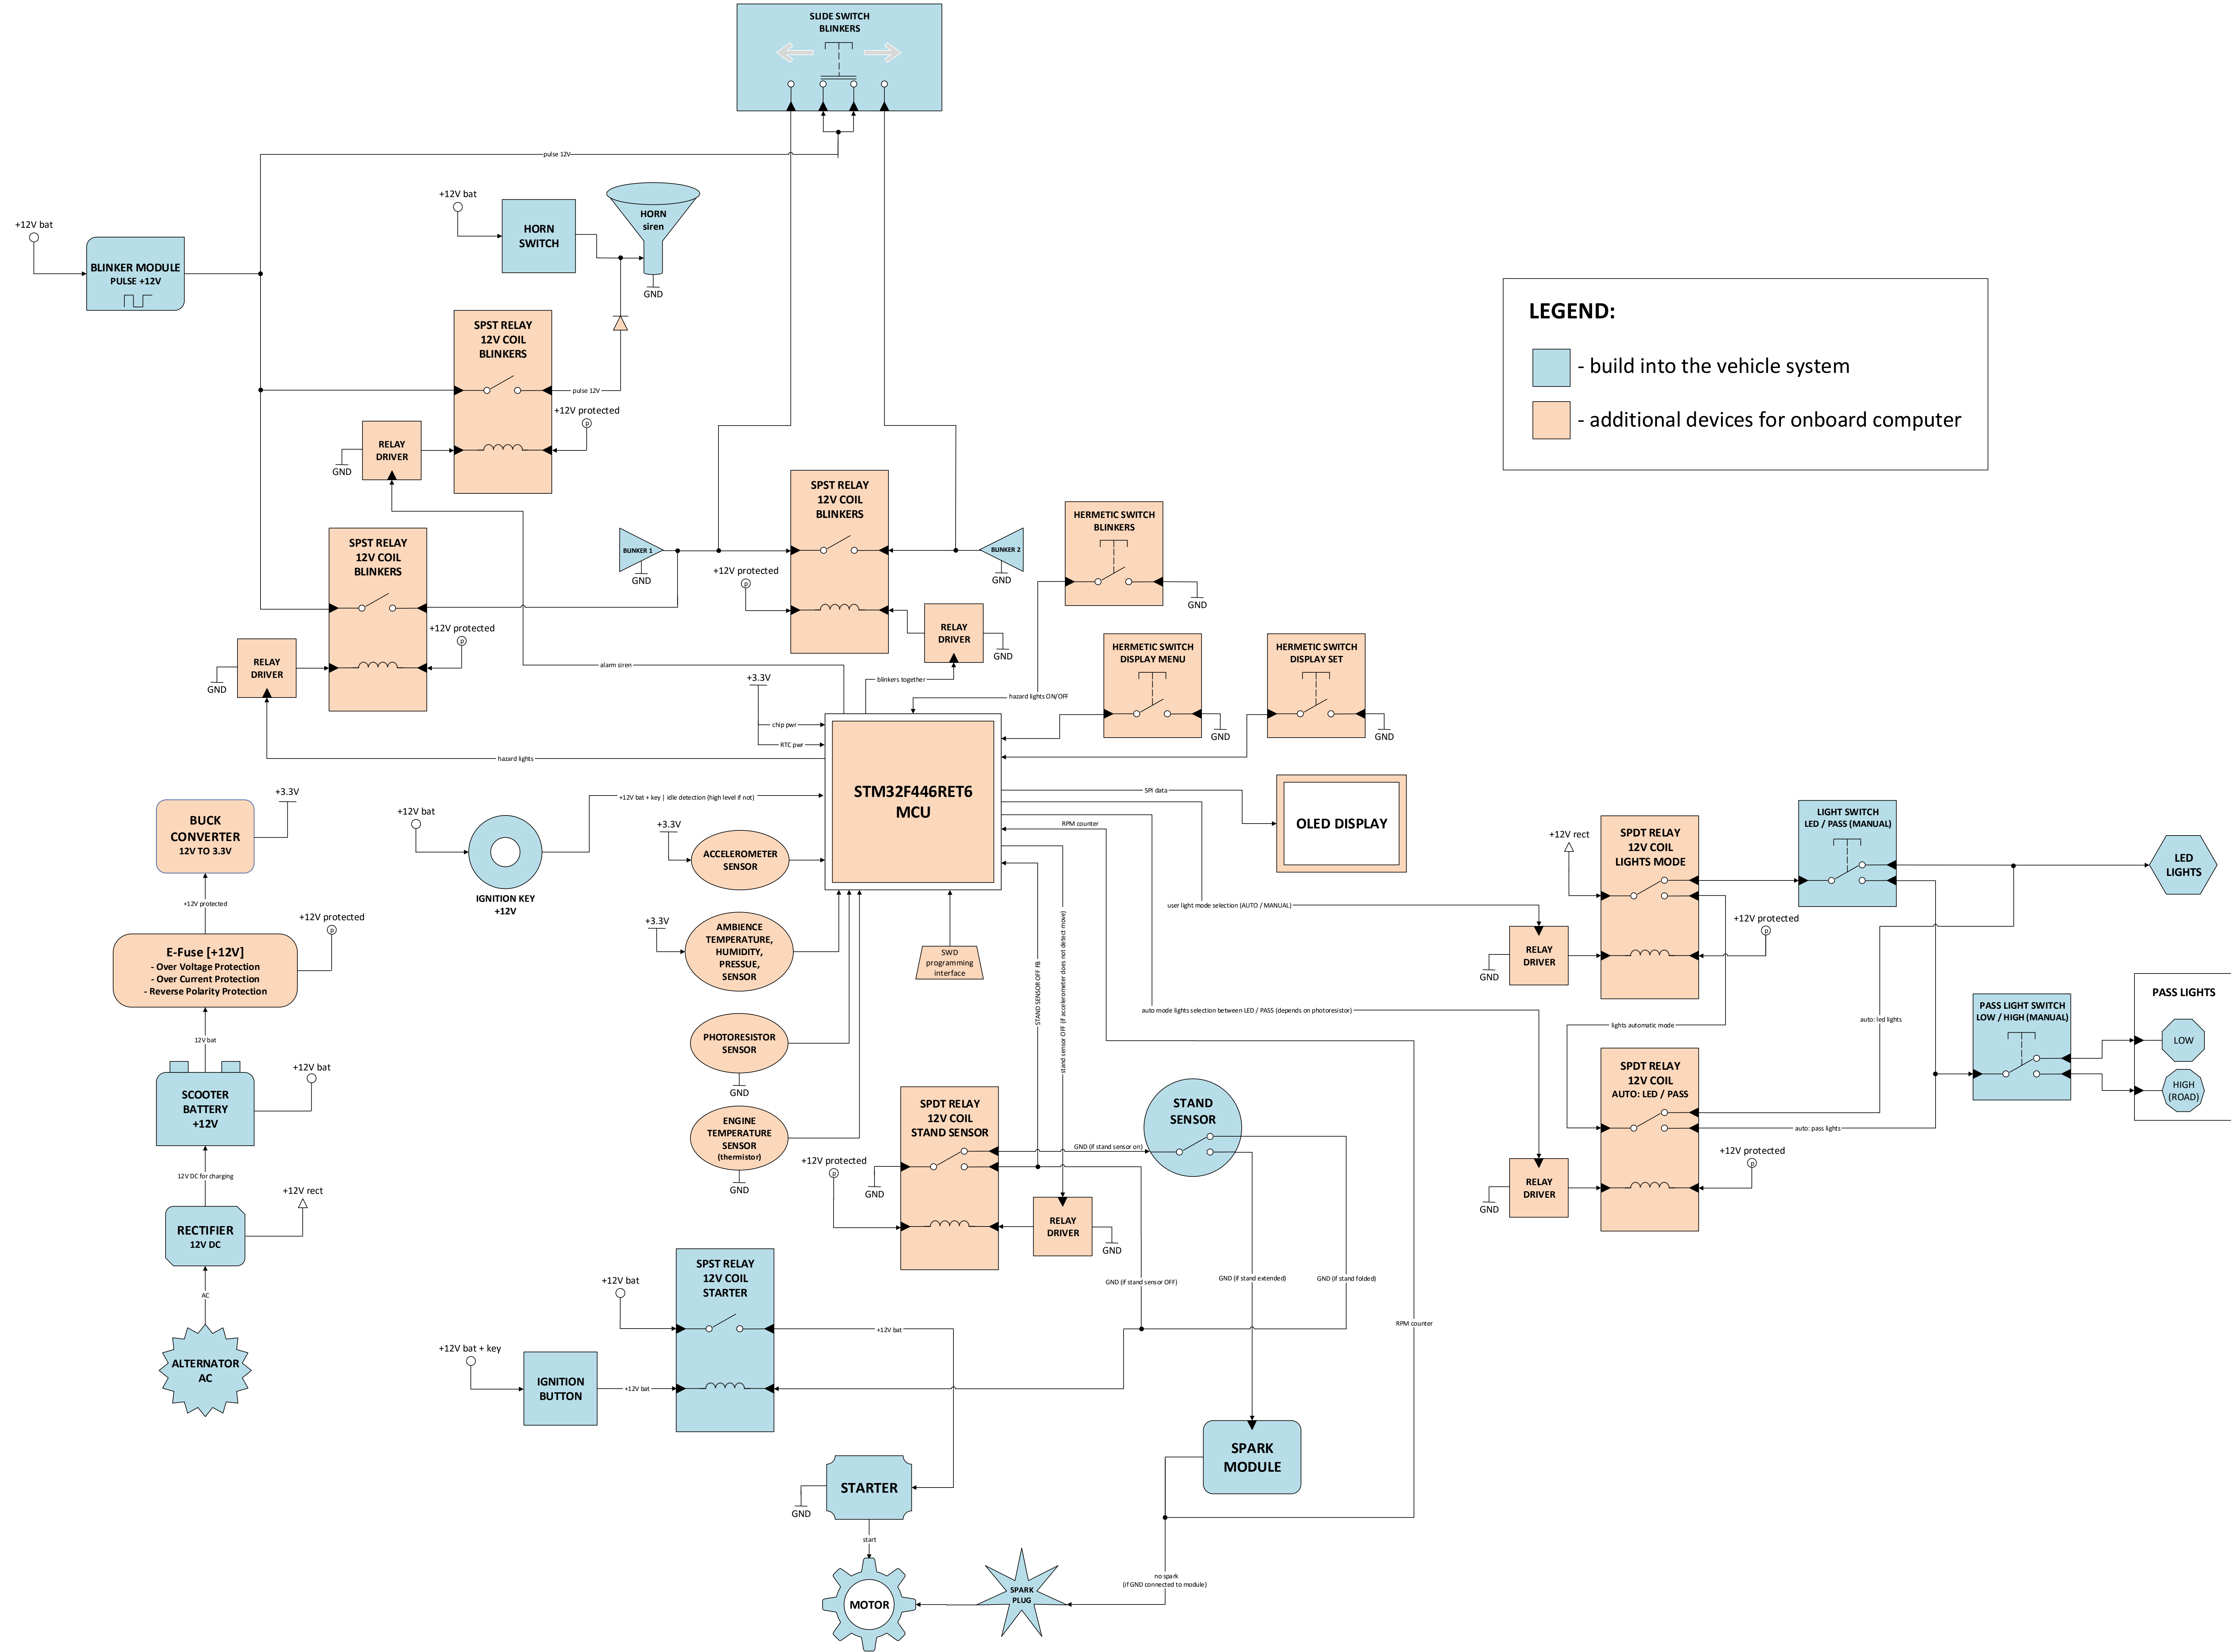 SLIDE SWITCH
BLINKERS
pulse 12V
+12V bat
HORN
SWITCH
HORN
siren
GND
+12V bat
BLINKER MODULE
PULSE +12V
LEGEND:
- build into the vehicle system
- additional devices for onboard computer
SPST RELAY
12V COIL
BLINKERS
pulse 12V
+12V protected
p
RELAY
DRIVER
GND
SPST RELAY
12V COIL
BLINKERS
+12V protected
p
RELAY
DRIVER
GND
BLINKER 1
GND
SPST RELAY
12V COIL
BLINKERS
+12V protected
p
BLINKER 2
GND
RELAY
DRIVER
GND
HERMETIC SWITCH
BLINKERS
GND
HERMETIC SWITCH
DISPLAY MENU
GND
HERMETIC SWITCH
DISPLAY SET
GND
alarm siren
blinkers together
hazard lights ON/OFF
+3.3V
chip pwr
RTC pwr
hazard lights
STM32F446RET6
MCU
SPI data
OLED DISPLAY
RPM counter
+12V bat + key | idle detection (high level if not)
+12V bat
IGNITION KEY
+12V
+3.3V
ACCELEROMETER
SENSOR
+3.3V
AMBIENCE
TEMPERATURE,
HUMIDITY,
PRESSUE,
SENSOR
SWD
programming
interface
PHOTORESISTOR
SENSOR
GND
ENGINE
TEMPERATURE
SENSOR
(thermistor)
GND
+3.3V
BUCK
CONVERTER
12V TO 3.3V
+12V protected
+12V protected
p
E-Fuse [+12V]
- Over Voltage Protection
- Over Current Protection
- Reverse Polarity Protection
12V bat
+12V bat
SCOOTER
BATTERY
+12V
12V DC for charging
+12V rect
RECTIFIER
12V DC
AC
ALTERNATOR
AC
STAND SENSOR OFF FB
stand sensor OFF (if accelerometer does not detect move)
user light mode selection (AUTO / MANUAL)
auto mode lights selection between LED / PASS (depends on photoresistor)
+12V rect
SPDT RELAY
12V COIL
LIGHTS MODE
+12V protected
p
RELAY
DRIVER
GND
LIGHT SWITCH
LED / PASS (MANUAL)
LED
LIGHTS
lights automatic mode
auto: led lights
SPDT RELAY
12V COIL
AUTO: LED / PASS
auto: pass lights
+12V protected
p
RELAY
DRIVER
GND
PASS LIGHT SWITCH
LOW / HIGH (MANUAL)
PASS LIGHTS
LOW
HIGH
(ROAD)
SPDT RELAY
12V COIL
STAND SENSOR
+12V protected
p
GND
GND (if stand sensor on)
STAND
SENSOR
RELAY
DRIVER
GND
GND (if stand sensor OFF)
GND (if stand extended)
GND (if stand folded)
RPM counter
+12V bat
SPST RELAY
12V COIL
STARTER
+12V bat
+12V bat + key
IGNITION
BUTTON
+12V bat
SPARK
MODULE
STARTER
GND
start
MOTOR
SPARK
PLUG
no spark
(if GND connected to module)